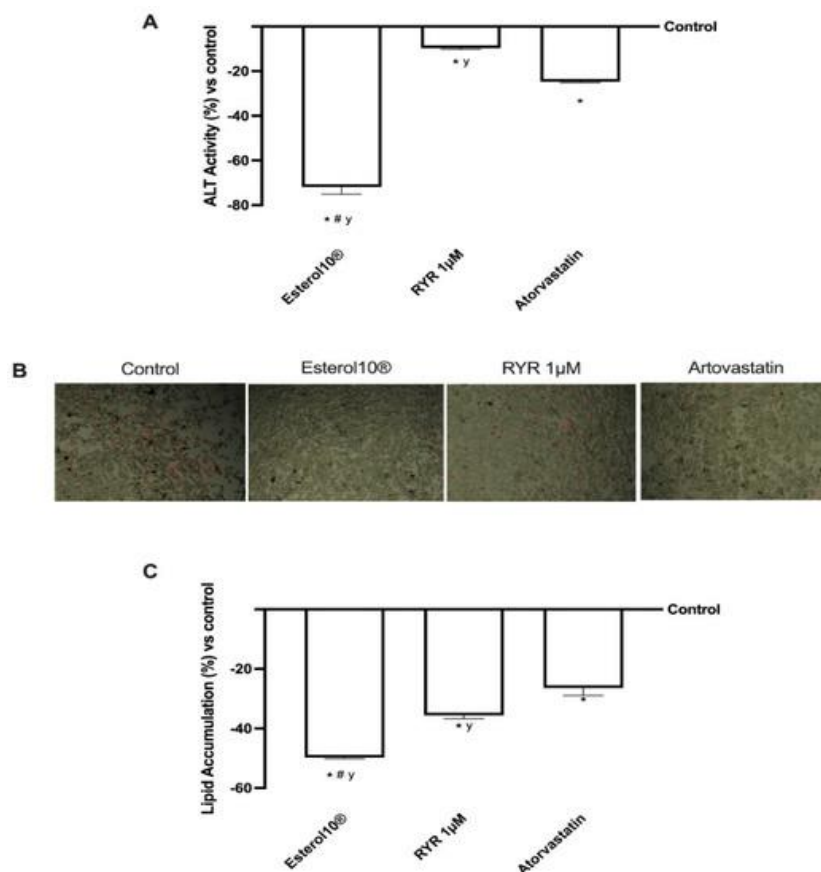 A
Control
ALT Activity (%) vs control
-20
-40
-60
-80
* y
*
* # y
Esterol10®
RYR 1µM
Atorvastatin
B
Control
Esterol10®
RYR 1µM
Artovastatin
C
Control
Lipid Accumulation (%) vs control
-20
-40
-60
*
* y
* # y
Esterol10®
RYR 1µM
Atorvastatin